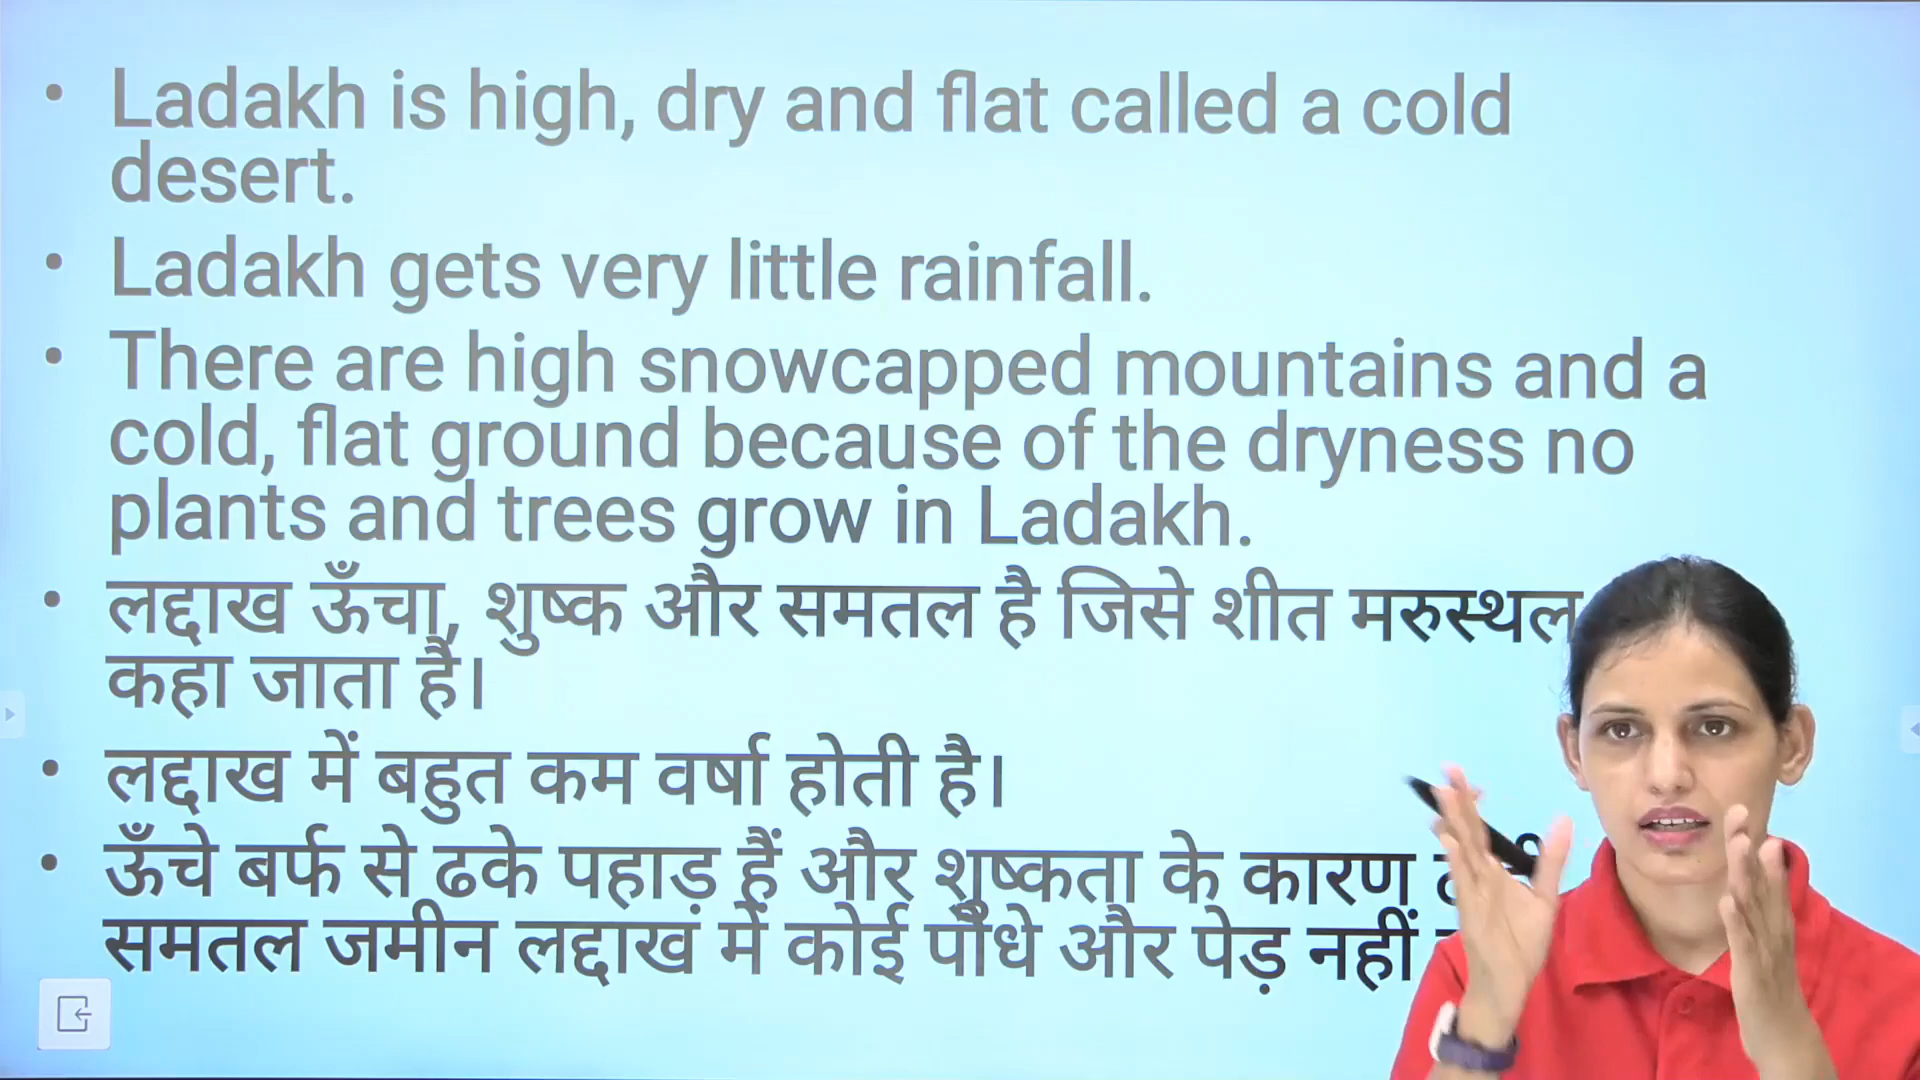 • Ladakh is high, dry and flat called a cold
desert.
• Ladakh gets very little rainfall.
• There are high snowcapped mountains and a
cold, flat ground because of the dryness no
plants and trees grow in Ladakh.
• लद्दाख ऊँचा, शुष्क और समतल है जिसे शीत मरुस्थल
कहा जाता है।
• लद्दाख में बहुत कम वर्षा होती है।
• ऊँचे बर्फ से ढके पहाड़ हैं और शुष्कता के कारण
समतल जमीन लद्दाख में कोई पौधे और पेड़ नहीं